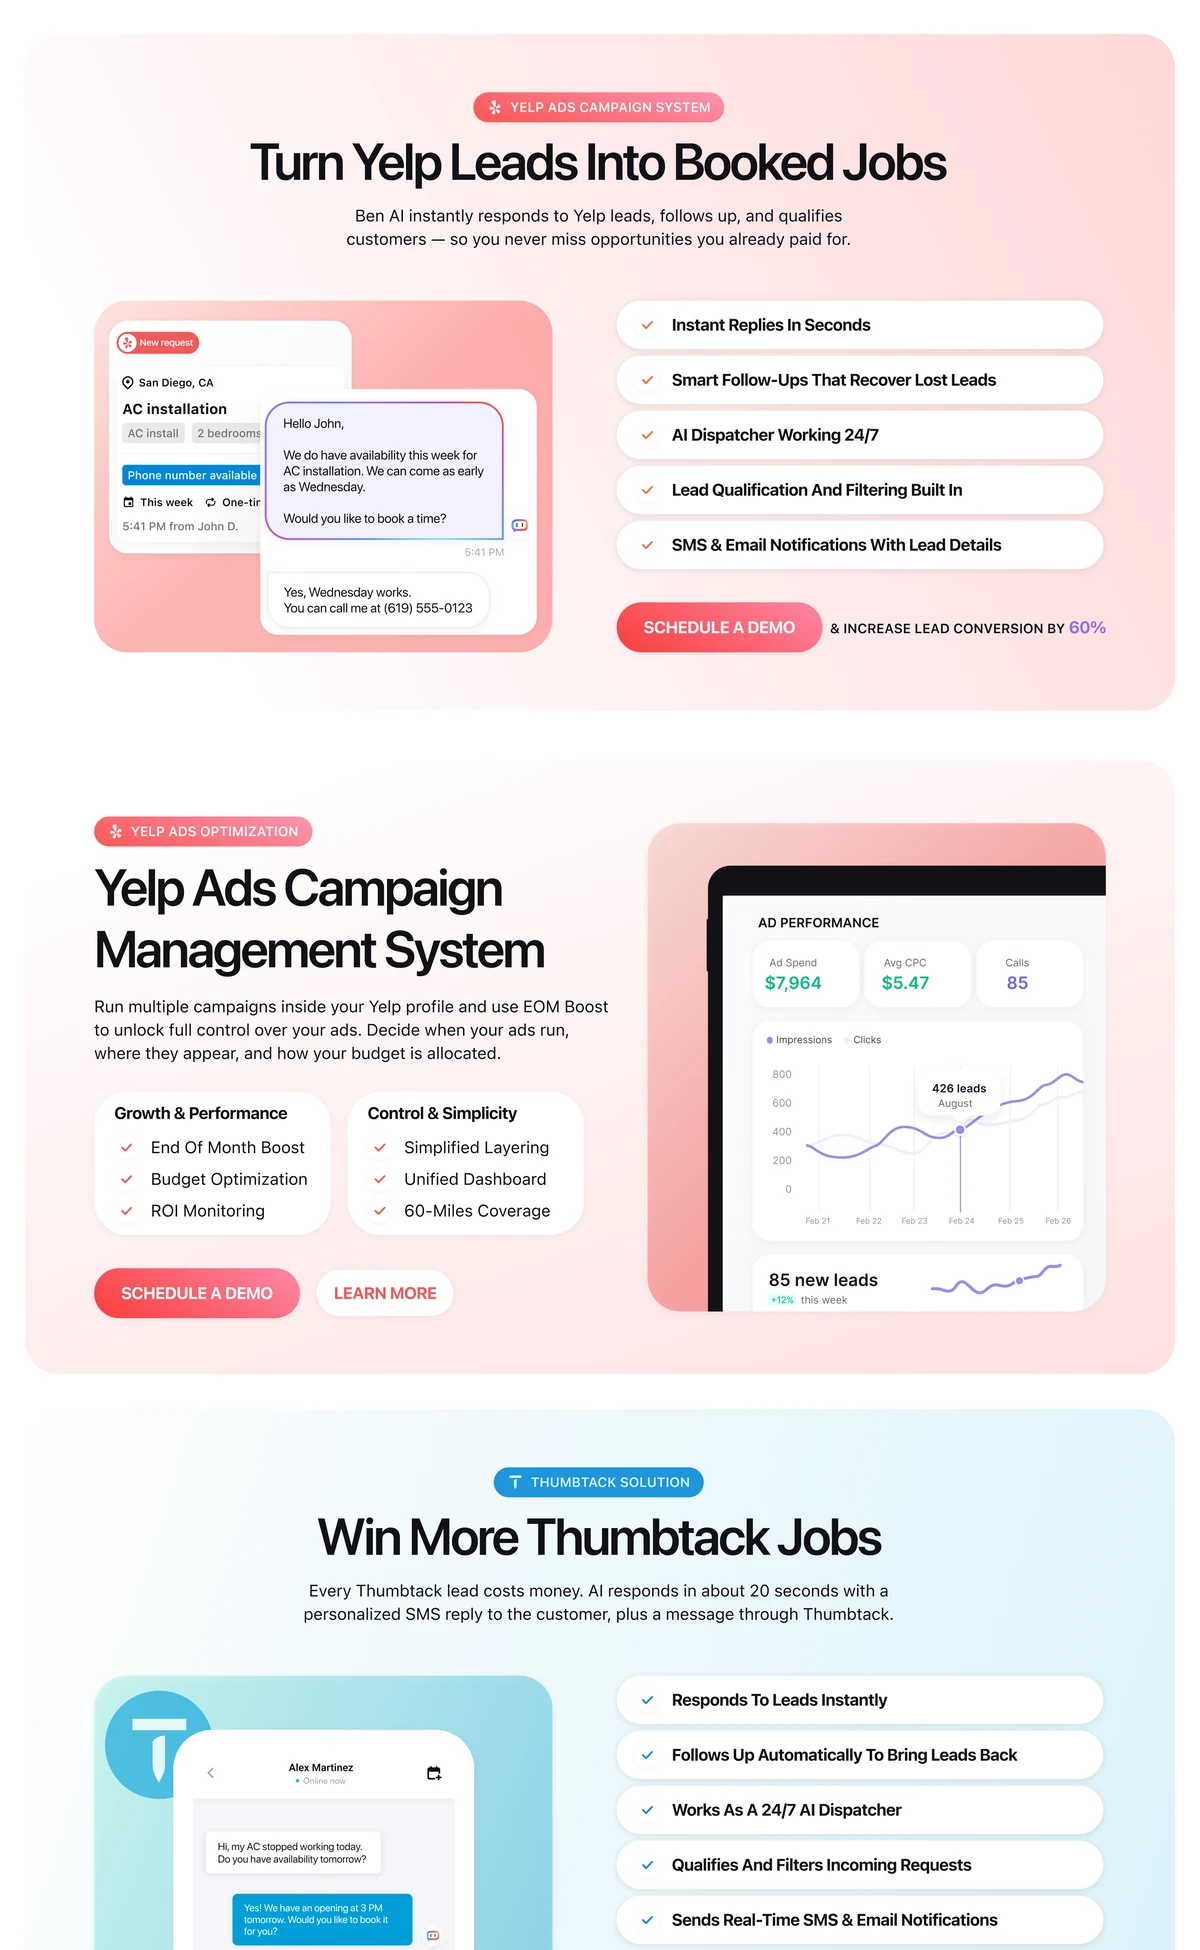 YELP ADS CAMPAIGN SYSTEM
Turn Yelp Leads Into Booked Jobs
Ben AI instantly responds to Yelp leads, follows up, and qualifies
customers — so you never miss opportunities you already paid for.
New request
San Diego, CA
AC installation
AC install
2 bedrooms
Phone number available
This week
One-tir
5:41 PM from John D.
Hello John,
We do have availability this week for
AC installation. We can come as early
as Wednesday.
Would you like to book a time?
5:41 PM
Yes, Wednesday works.
You can call me at (619) 555-0123
Instant Replies In Seconds
Smart Follow-Ups That Recover Lost Leads
AI Dispatcher Working 24/7
Lead Qualification And Filtering Built In
SMS & Email Notifications With Lead Details
SCHEDULE A DEMO
& INCREASE LEAD CONVERSION BY 60%
YELP ADS OPTIMIZATION
Yelp Ads Campaign
Management System
Run multiple campaigns inside your Yelp profile and use EOM Boost
to unlock full control over your ads. Decide when your ads run,
where they appear, and how your budget is allocated.
Growth & Performance
End Of Month Boost
Budget Optimization
ROI Monitoring
Control & Simplicity
Simplified Layering
Unified Dashboard
60-Miles Coverage
SCHEDULE A DEMO
LEARN MORE
AD PERFORMANCE
Ad Spend
$7,964
Avg CPC
$5.47
Calls
85
Impressions
Clicks
800
600
400
200
0
426 leads
August
Feb 21
Feb 22
Feb 23
Feb 24
Feb 25
Feb 26
85 new leads
+12% this week
THUMBTACK SOLUTION
Win More Thumbtack Jobs
Every Thumbtack lead costs money. AI responds in about 20 seconds with a
personalized SMS reply to the customer, plus a message through Thumbtack.
Alex Martinez
Online now
Hi, my AC stopped working today.
Do you have availability tomorrow?
Yes! We have an opening at 3 PM
tomorrow. Would you like to book it
for you?
Responds To Leads Instantly
Follows Up Automatically To Bring Leads Back
Works As A 24/7 AI Dispatcher
Qualifies And Filters Incoming Requests
Sends Real-Time SMS & Email Notifications